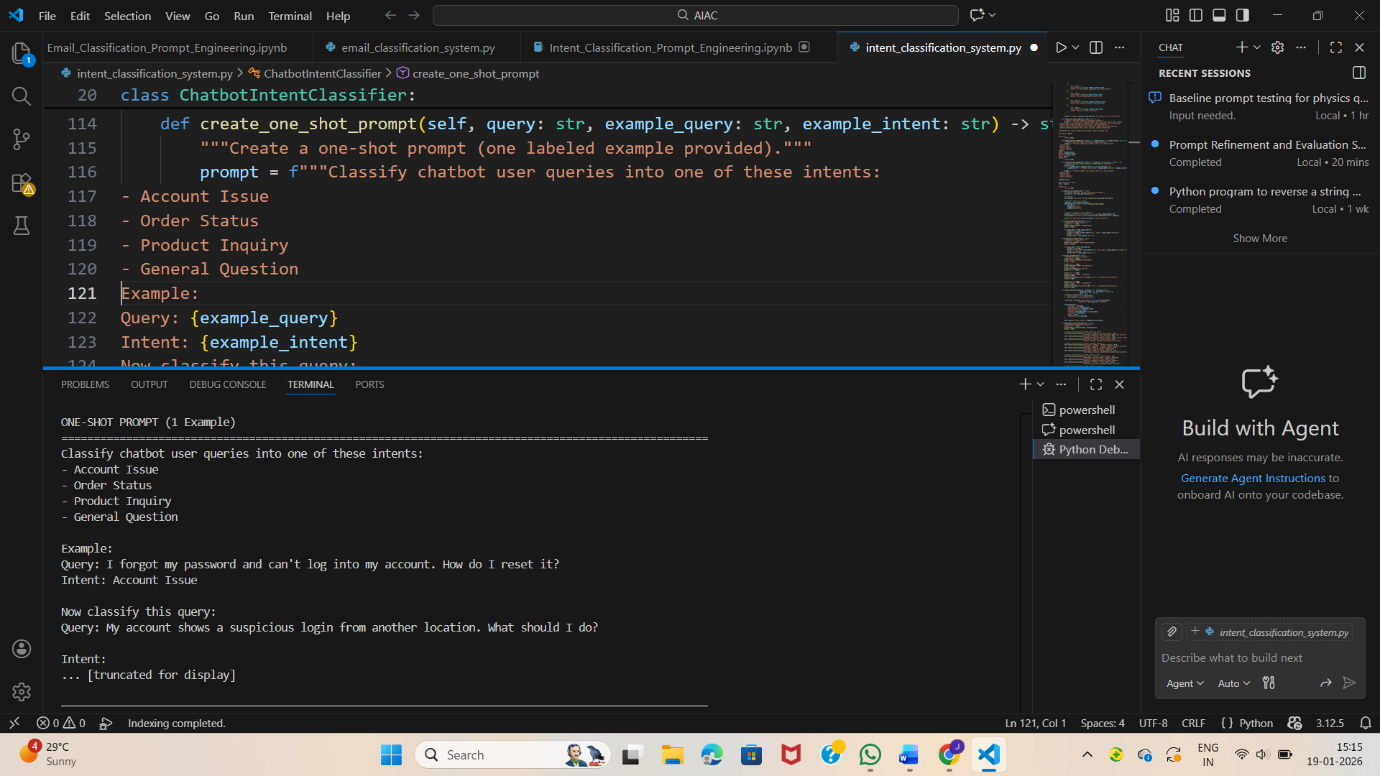 File Edit Selection View Go Run Terminal Help
AIAC
1
Email_Classification_Prompt_Engineering.ipynb
email_classification_system.py
Intent_Classification_Prompt_Engineering.ipynb
intent_classification_system.py
intent_classification_system.py > ChatbotIntentClassifier > create_one_shot_prompt
20 class ChatbotIntentClassifier:
114 def create_one_shot_prompt(self, query: str, example_query: str, example_intent: str) -> st
115 """Create a one-shot prompt (one labeled example provided)."""
116 prompt = f"""Classify chatbot user queries into one of these intents:
117 - Account Issue
118 - Order Status
119 - Product Inquiry
120 - General Question
121 Example:
122 Query: {example_query}
123 Intent: {example_intent}
124 Now classify this query:
PROBLEMS OUTPUT DEBUG CONSOLE TERMINAL PORTS
ONE-SHOT PROMPT (1 Example)
====================================================================================================
Classify chatbot user queries into one of these intents:
- Account Issue
- Order Status
- Product Inquiry
- General Question
Example:
Query: I forgot my password and can't log into my account. How do I reset it?
Intent: Account Issue
Now classify this query:
Query: My account shows a suspicious login from another location. What should I do?
Intent:
... [truncated for display]
powershell
powershell
Python Deb...
CHAT
RECENT SESSIONS
Baseline prompt testing for physics q...
Input needed. Local • 1 hr
Prompt Refinement and Evaluation S...
Completed Local • 20 mins
Python program to reverse a string ...
Completed Local • 1 wk
Show More
Build with Agent
AI responses may be inaccurate.
Generate Agent Instructions to
onboard AI onto your codebase.
intent_classification_system.py
Describe what to build next
Agent Auto
0 0 Indexing completed.
Ln 121, Col 1 Spaces: 4 UTF-8 CRLF { } Python 3.12.5
4
29°C
Sunny
Search
J
ENG
IN
15:15
19-01-2026